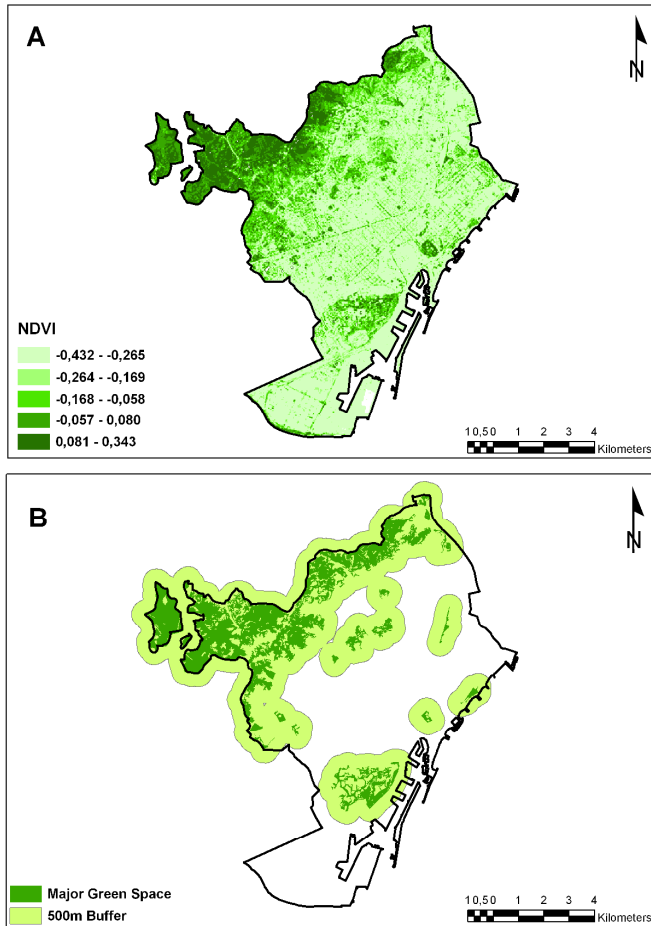 A
N
NDVI
-0,432 - -0,265
-0,264 - -0,169
-0,168 - -0,058
-0,057 - 0,080
0,081 - 0,343
1 0,5 0 1 2 3 4
Kilometers
B
N
Major Green Space
500m Buffer
1 0,5 0 1 2 3 4
Kilometers